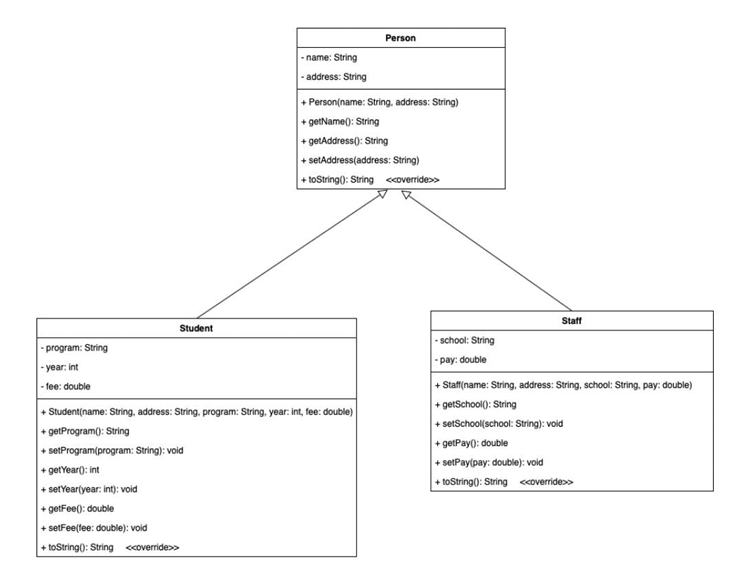 Person
- name: String
- address: String
+ Person(name: String, address: String)
+ getName(): String
+ getAddress(): String
+ setAddress(address: String)
+ toString(): String <<override>>
Student
- program: String
- year: int
- fee: double
+ Student(name: String, address: String, program: String, year: int, fee: double)
+ getProgram(): String
+ setProgram(program: String): void
+ getYear(): int
+ setYear(year: int): void
+ getFee(): double
+ setFee(fee: double): void
+ toString(): String <<override>>
Staff
- school: String
- pay: double
+ Staff(name: String, address: String, school: String, pay: double)
+ getSchool(): String
+ setSchool(school: String): void
+ getPay(): double
+ setPay(pay: double): void
+ toString(): String <<override>>